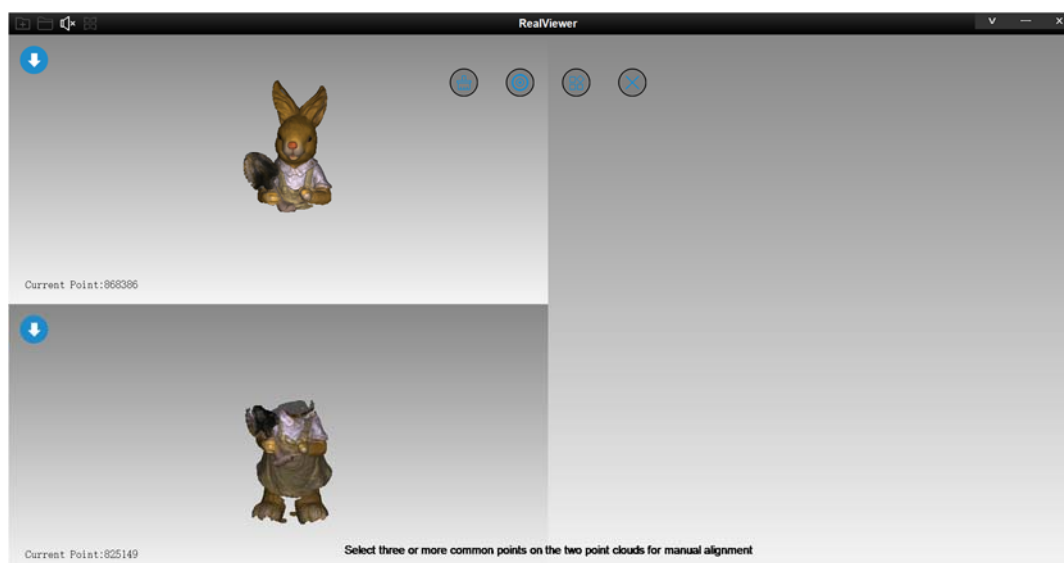 RealViewer
Current Point:868386
Current Point:825149
Select three or more common points on the two point clouds for manual alignment